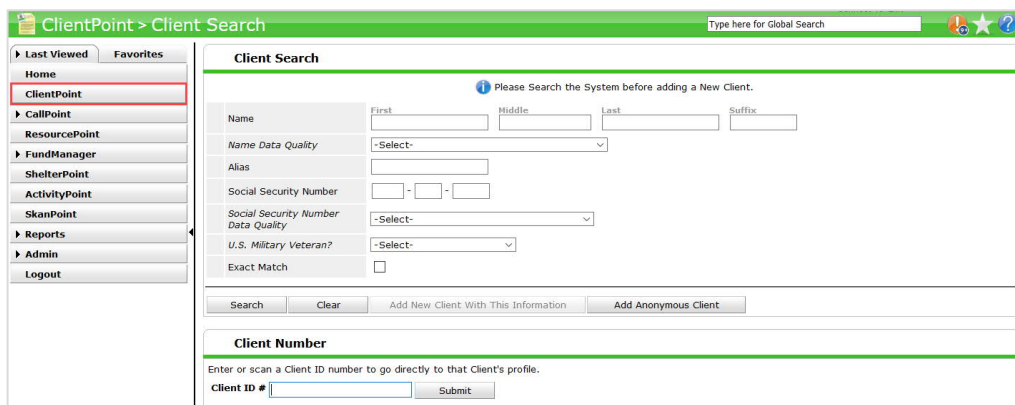 ClientPoint > Client Search
Type here for Global Search
9+
?
Last Viewed Favorites
Home
ClientPoint
CallPoint
ResourcePoint
FundManager
ShelterPoint
ActivityPoint
SkanPoint
Reports
Admin
Logout
Client Search
i Please Search the System before adding a New Client.
First Middle Last Suffix
Name
Name Data Quality -Select-
Alias
Social Security Number - -
Social Security Number
Data Quality
-Select-
U.S. Military Veteran? -Select-
Exact Match
Search Clear Add New Client With This Information Add Anonymous Client
Client Number
Enter or scan a Client ID number to go directly to that Client's profile.
Client ID # Submit